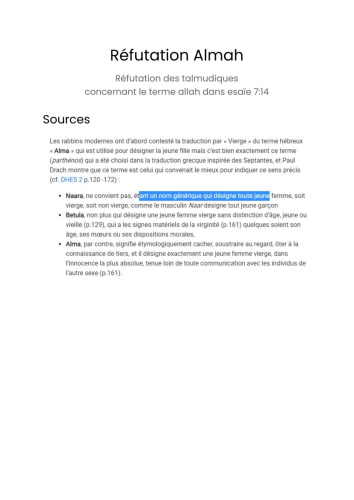 Réfutation Almah
Réfutation des talmudiques
concernant le terme allah dans esaïe 7:14
Sources
Les rabbins modernes ont d'abord contesté la traduction par « Vierge » du terme hébreux
« Alma » qui est utilisé pour désigner la jeune fille mais c'est bien exactement ce terme
(parthénos) qui a été choisi dans la traduction grecque inspirée des Septantes, et Paul
Drach montre que ce terme est celui qui convenait le mieux pour indiquer ce sens précis
(cf. DHES 2 p.120 -172) :
• Naara, ne convient pas, étant un nom générique qui désigne toute jeune femme, soit
vierge, soit non vierge, comme le masculin Naar désigne tout jeune garçon
• Betula, non plus qui désigne une jeune femme vierge sans distinction d'âge, jeune ou
vieille (p.129), qui a les signes matériels de la virginité (p.161) quelques soient son
âge, ses mœurs ou ses dispositions morales,
• Alma, par contre, signifie étymologiquement cacher, soustraire au regard, ôter à la
connaissance de tiers, et il désigne exactement une jeune femme vierge, dans
l'innocence la plus absolue, tenue loin de toute communication avec les individus de
l'autre sexe (p.161).